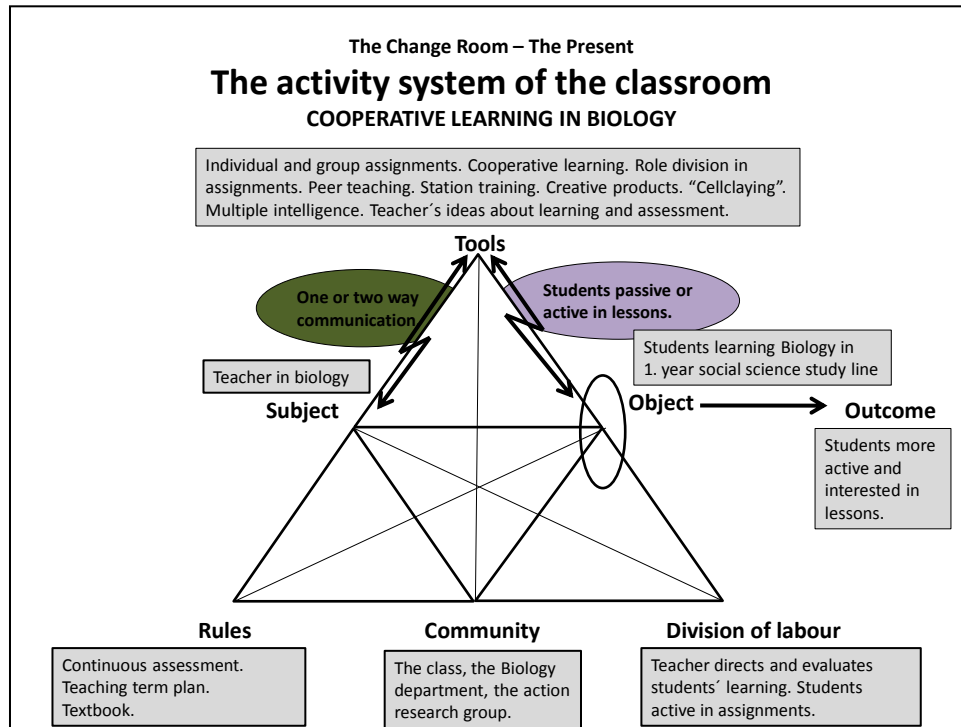 The Change Room – The Present
The activity system of the classroom
COOPERATIVE LEARNING IN BIOLOGY
Individual and group assignments. Cooperative learning. Role division in
assignments. Peer teaching. Station training. Creative products. “Cellclaying”.
Multiple intelligence. Teacher´s ideas about learning and assessment.
Tools
One or two way
communication
Students passive or
active in lessons.
Teacher in biology
Subject
Students learning Biology in
1. year social science study line
Object
Outcome
Students more
active and
interested in
lessons.
Rules
Continuous assessment.
Teaching term plan.
Textbook.
Community
The class, the Biology
department, the action
research group.
Division of labour
Teacher directs and evaluates
students´ learning. Students
active in assignments.